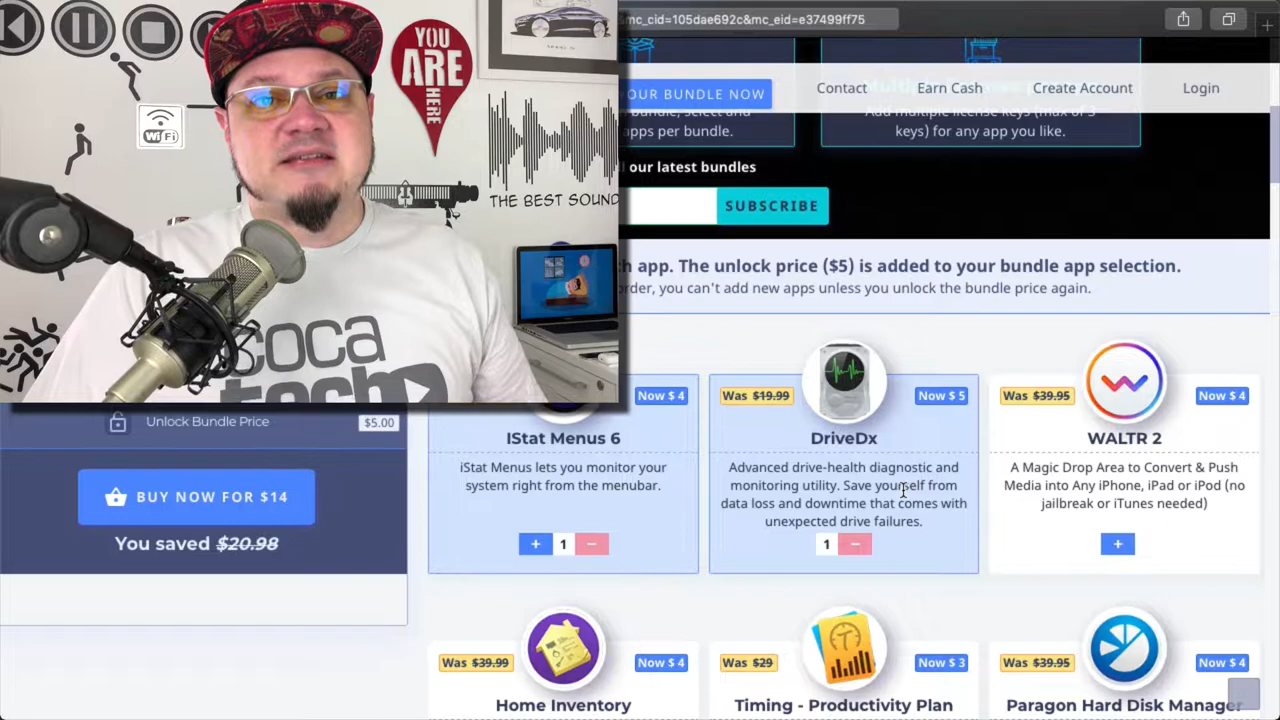 &mc_cid=105dae692c&mc_eid=e37499ff75
YOUR BUNDLE NOW
Contact
Earn Cash
Create Account
Login
apps per bundle.
keys) for any app you like.
our latest bundles
SUBSCRIBE
app. The unlock price ($5) is added to your bundle app selection.
order, you can't add new apps unless you unlock the bundle price again.
YOU
ARE
HERE
WiFi
THE BEST SOUND
coca
tech
Unlock Bundle Price
$5.00
BUY NOW FOR $14
You saved $20.98
Now $ 4
IStat Menus 6
iStat Menus lets you monitor your
system right from the menubar.
+ 1 −
Was $19.99
Now $ 5
DriveDx
Advanced drive-health diagnostic and
monitoring utility. Save yourself from
data loss and downtime that comes with
unexpected drive failures.
1 −
Was $39.95
Now $ 4
WALTR 2
A Magic Drop Area to Convert & Push
Media into Any iPhone, iPad or iPod (no
jailbreak or iTunes needed)
+
Was $39.99
Now $ 4
Home Inventory
Was $29
Now $ 3
Timing - Productivity Plan
Was $39.95
Now $ 4
Paragon Hard Disk Manager